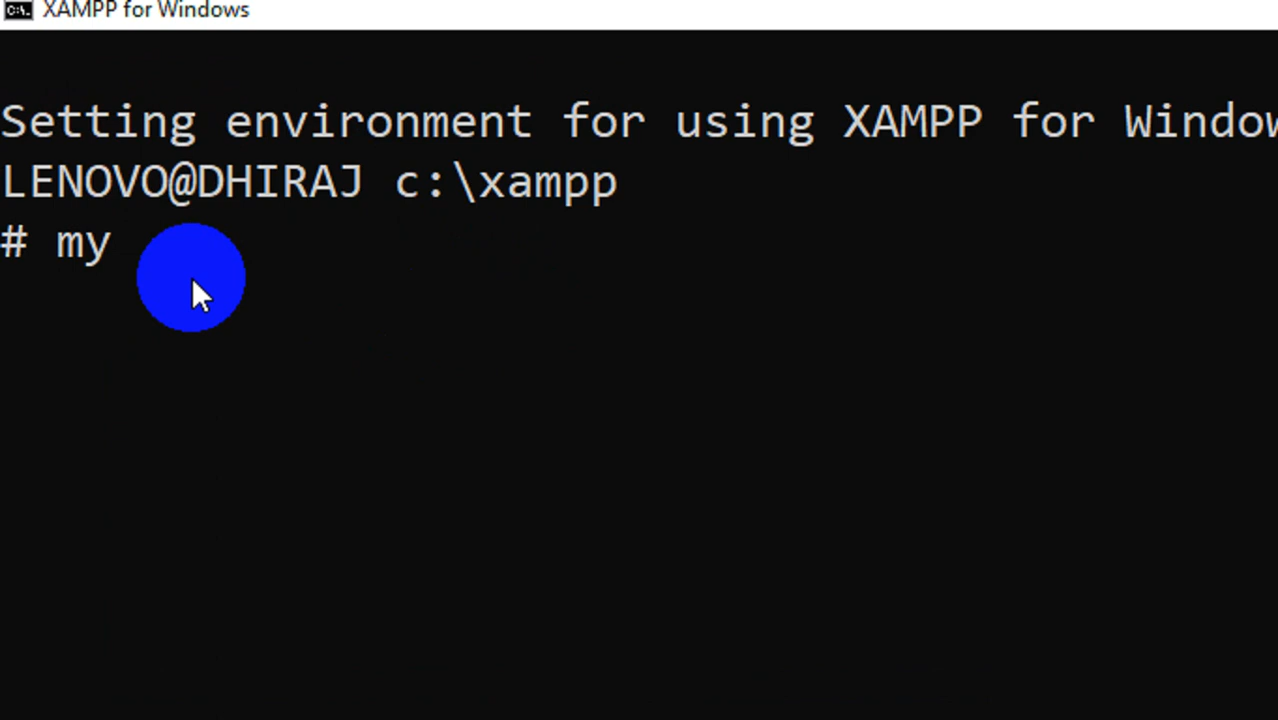 XAMPP for Windows
Setting environment for using XAMPP for Window
LENOVO@DHIRAJ c:\xampp
# my